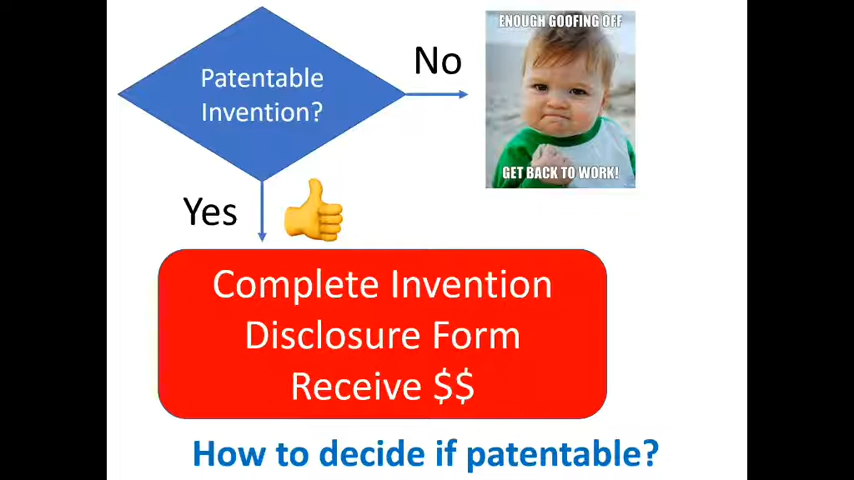 Patentable
Invention?
No
ENOUGH GOOFING OFF
GET BACK TO WORK!
Yes
Complete Invention
Disclosure Form
Receive $$
How to decide if patentable?